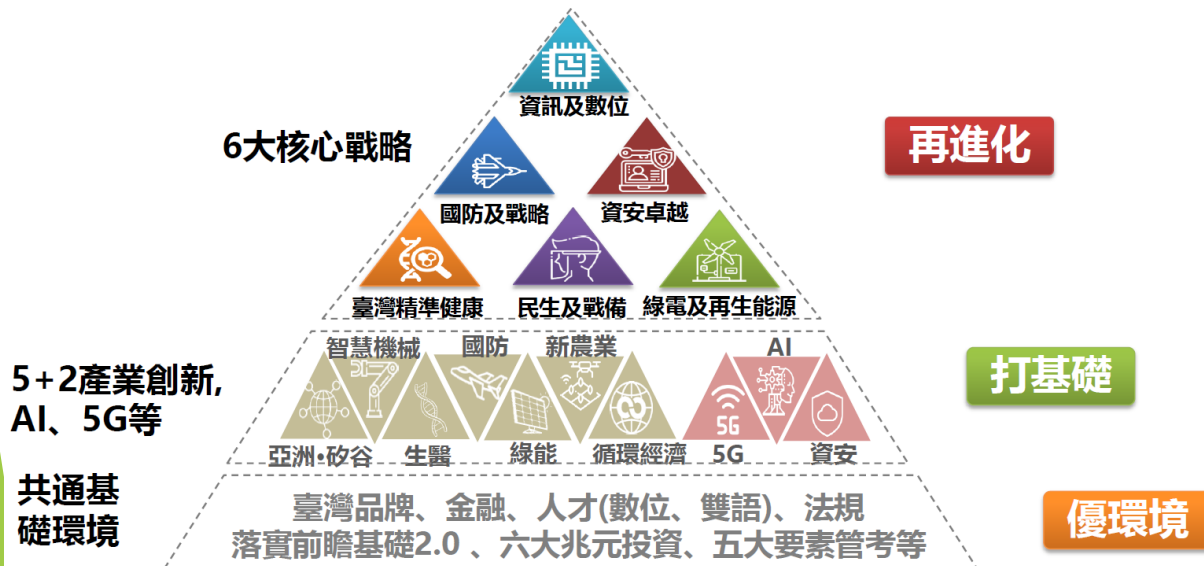 資訊及數位
6大核心戰略
再進化
國防及戰略
資安卓越
臺灣精準健康
民生及戰備
綠電及再生能源
智慧機械
國防
新農業
AI
5+2產業創新,
AI、5G等
打基礎
5G
亞洲•矽谷
生醫
綠能
循環經濟
5G
資安
共通基
礎環境
臺灣品牌、金融、人才(數位、雙語)、法規
落實前瞻基礎2.0 、六大兆元投資、五大要素管考等
優環境